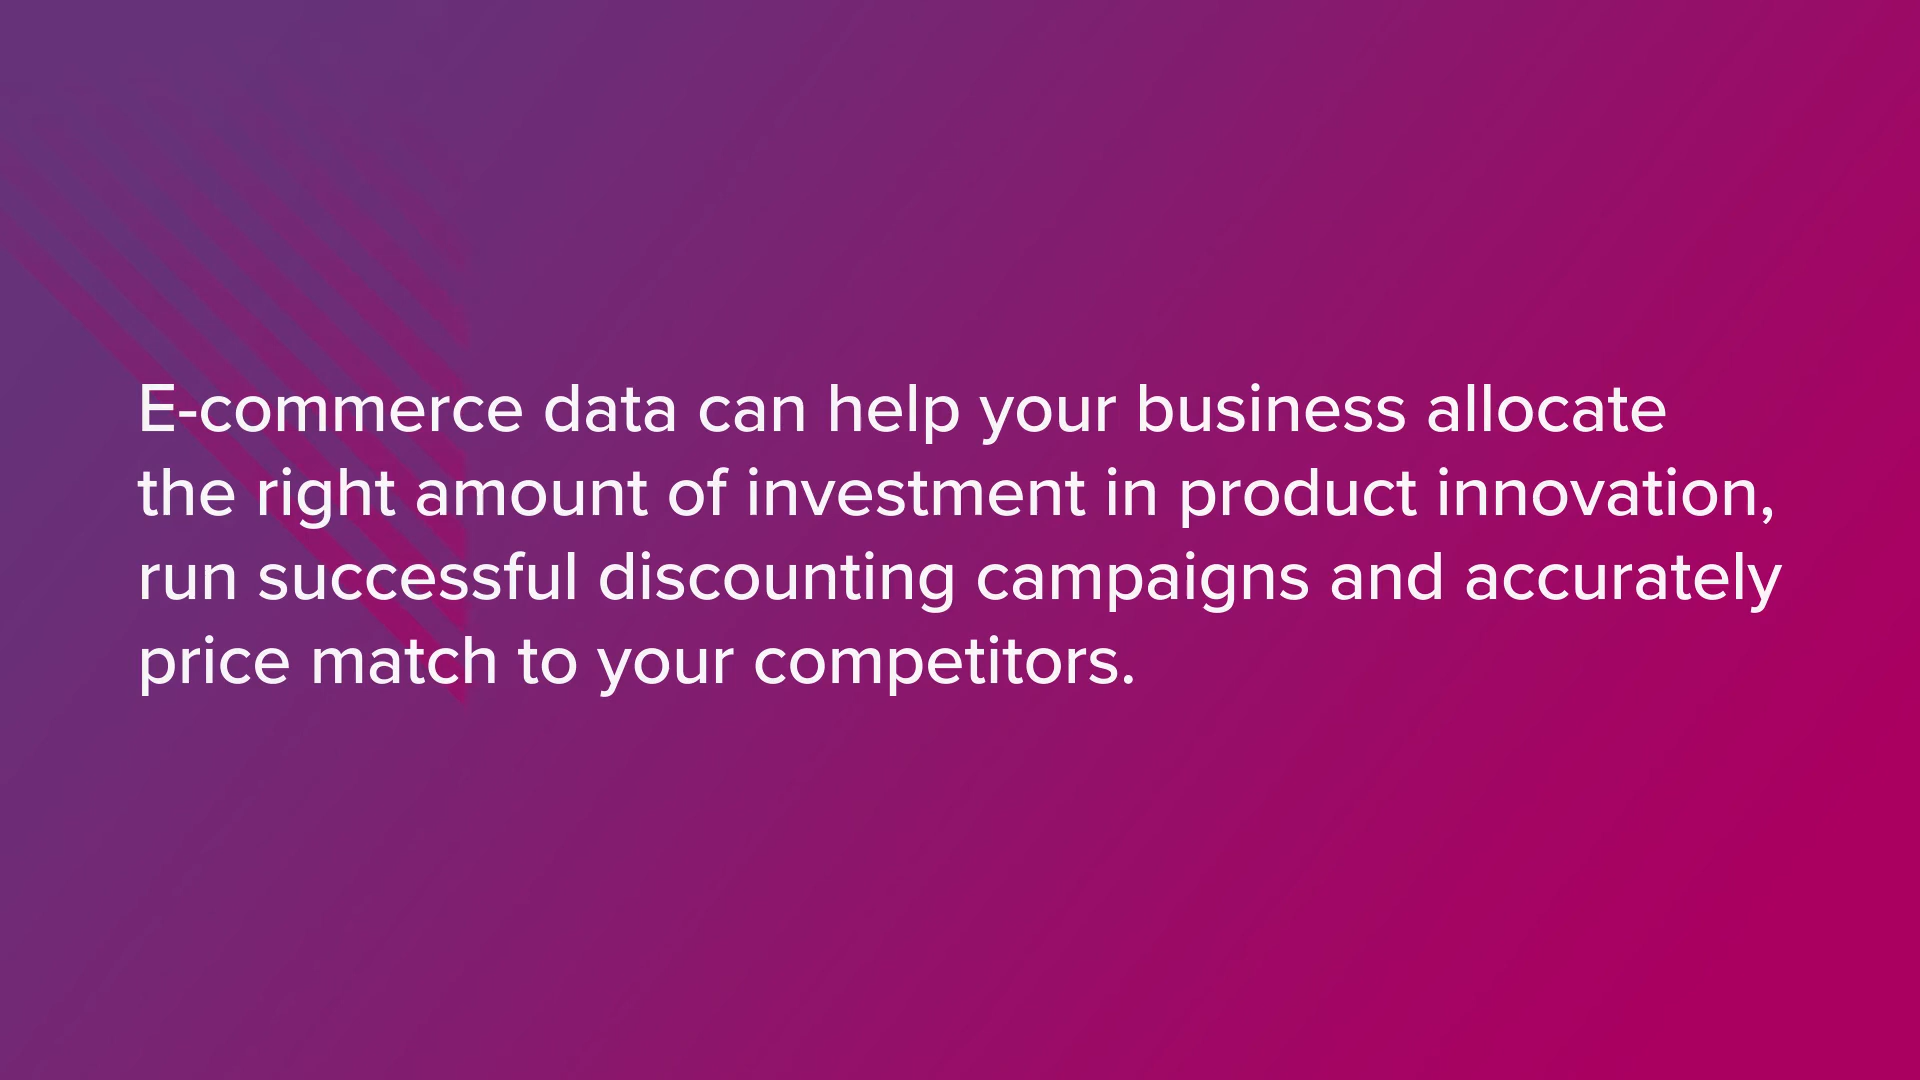 E-commerce data can help your business allocate
the right amount of investment in product innovation,
run successful discounting campaigns and accurately
price match to your competitors.